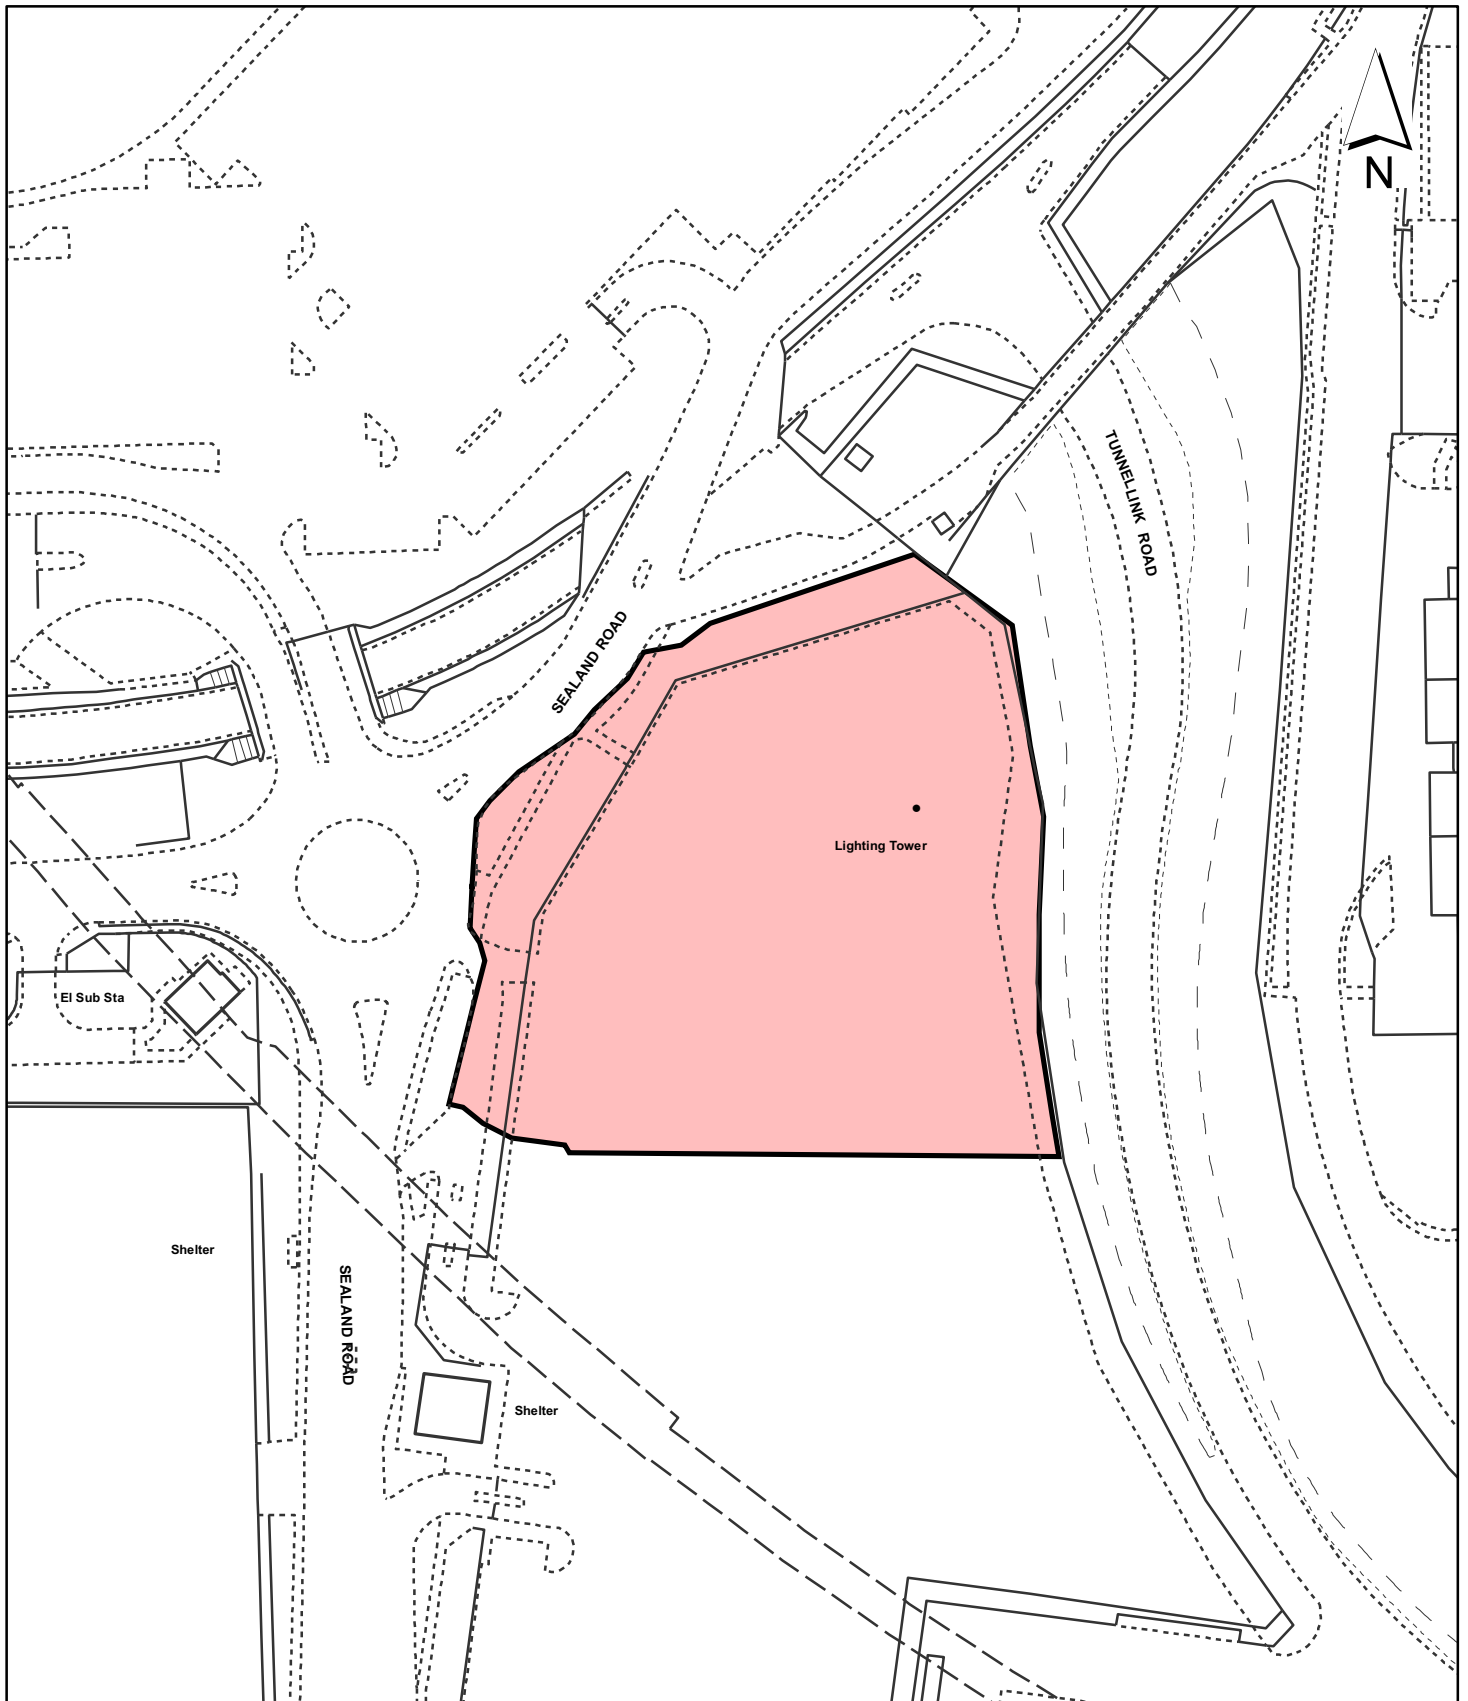 N
TUNNEL LINK ROAD
SEALAND ROAD
Lighting Tower
El Sub Sta
Shelter
SEALAND ROAD
Shelter